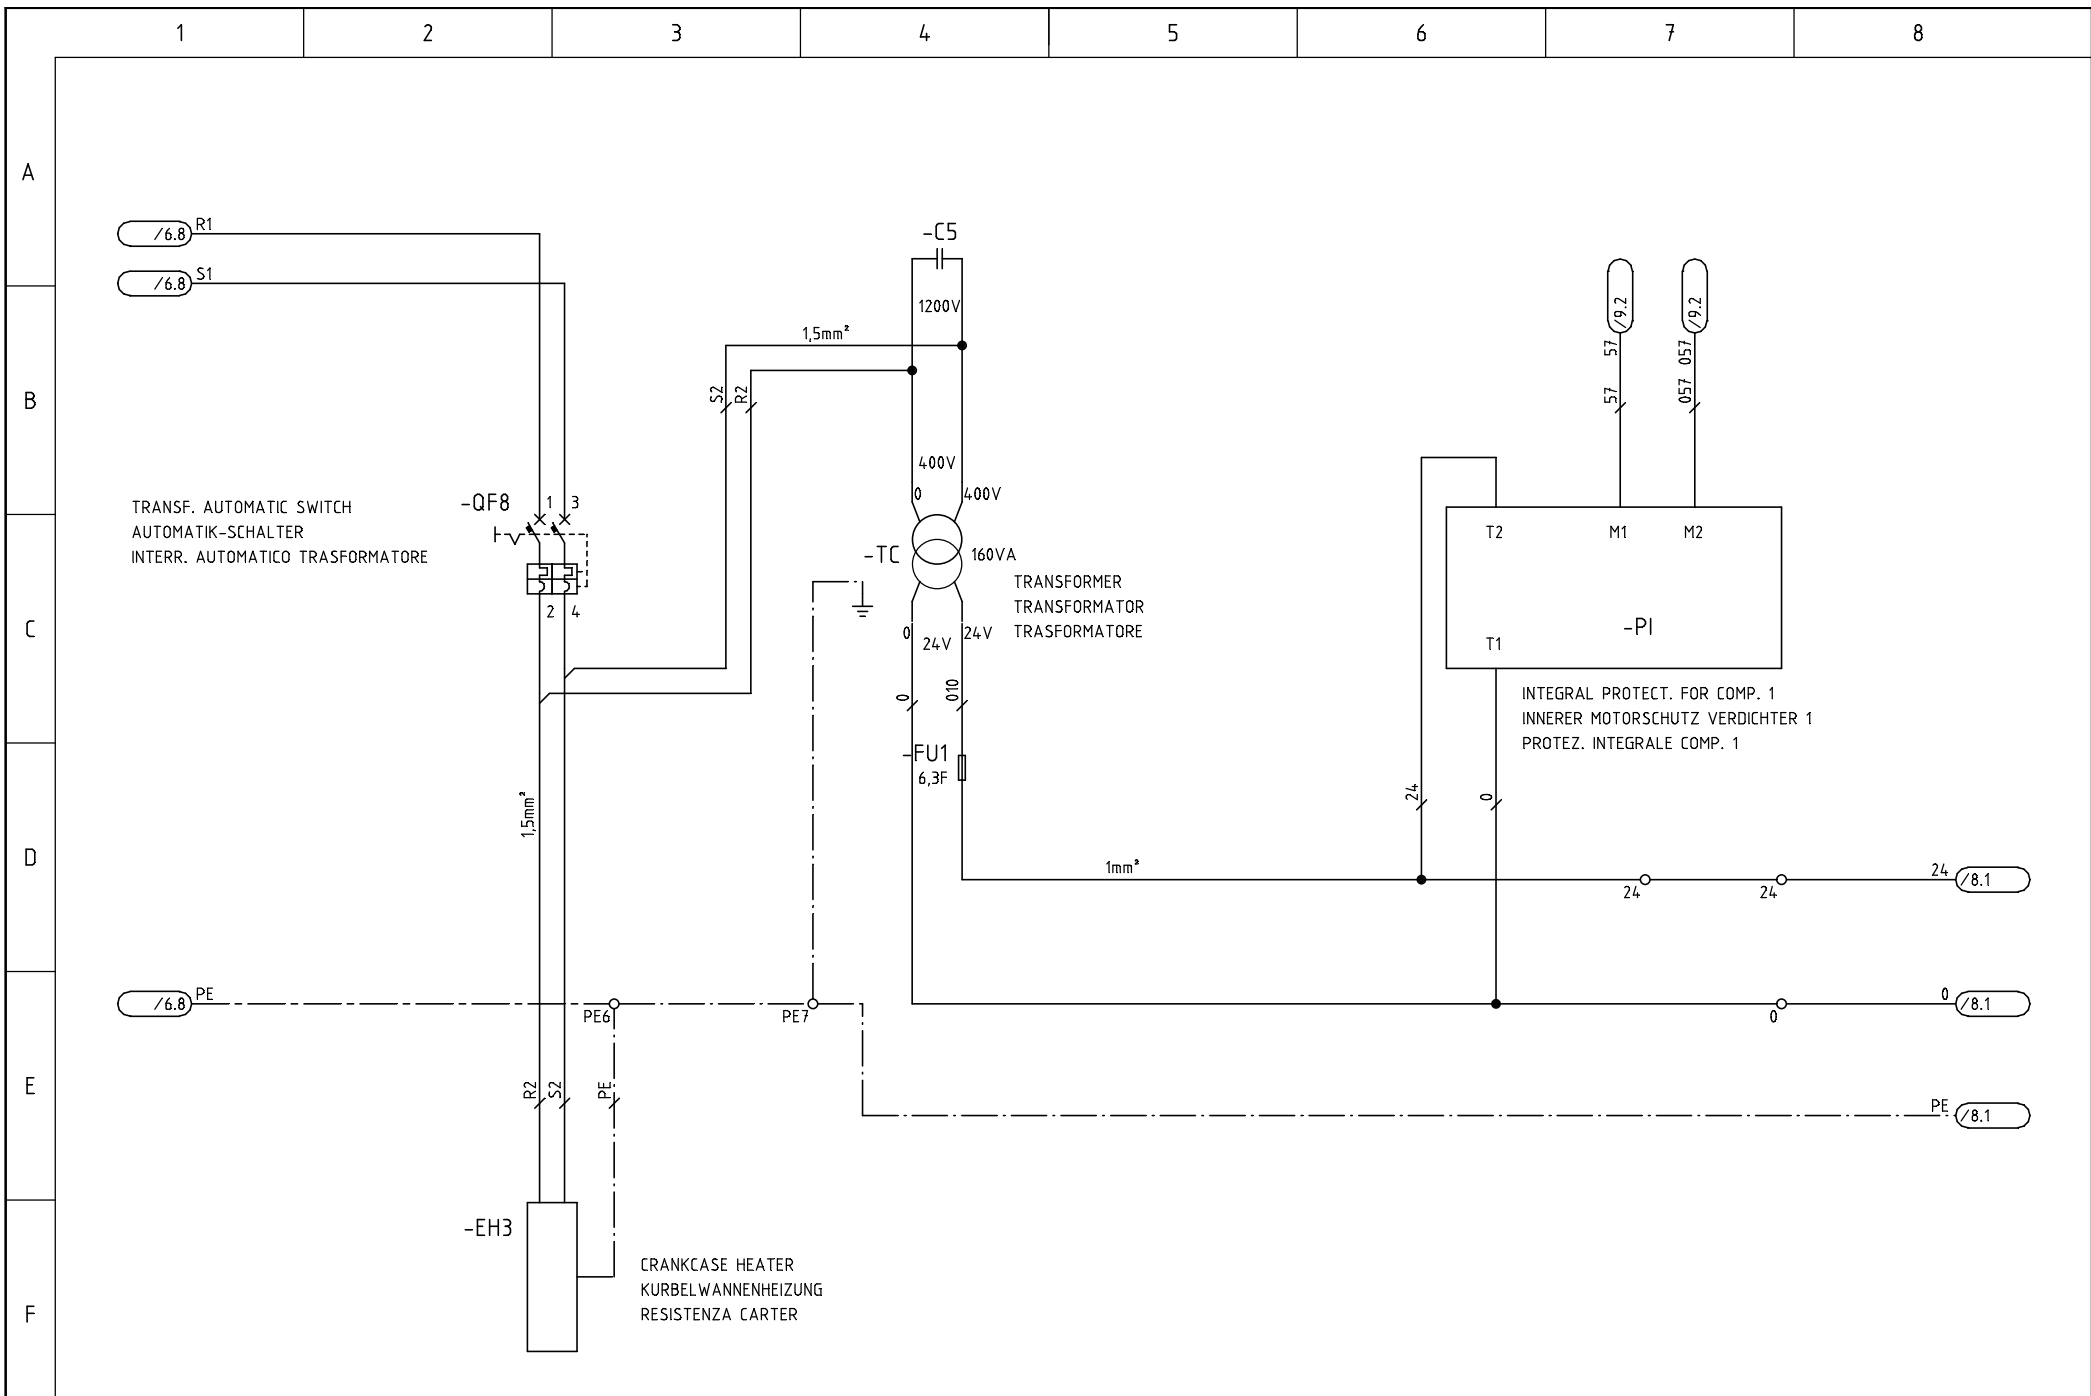 1 2 3 4 5 6 7 8
A
B
C
D
E
F
/6.8 R1
/6.8 S1
-C5
1200V
1,5mm²
S2 R2
400V
0 400V
-TC 160VA
TRANSFORMER
TRANSFORMATOR
TRASFORMATORE
0 24V 24V
0 010
-FU1
6,3F
TRANSF. AUTOMATIC SWITCH
AUTOMATIK-SCHALTER
INTERR. AUTOMATICO TRASFORMATORE
-QF8 1 3
2 4
1,5mm²
/9.2 /9.2
57 057
57 057
T2 M1 M2
-PI
T1
INTEGRAL PROTECT. FOR COMP. 1
INNERER MOTORSCHUTZ VERDICHTER 1
PROTEZ. INTEGRALE COMP. 1
24 0
1mm²
24 24
24 /8.1
/6.8 PE
PE6 PE7
0
0 /8.1
R2 S2 PE
PE /8.1
-EH3
CRANKCASE HEATER
KURBELWANNENHEIZUNG
RESISTENZA CARTER